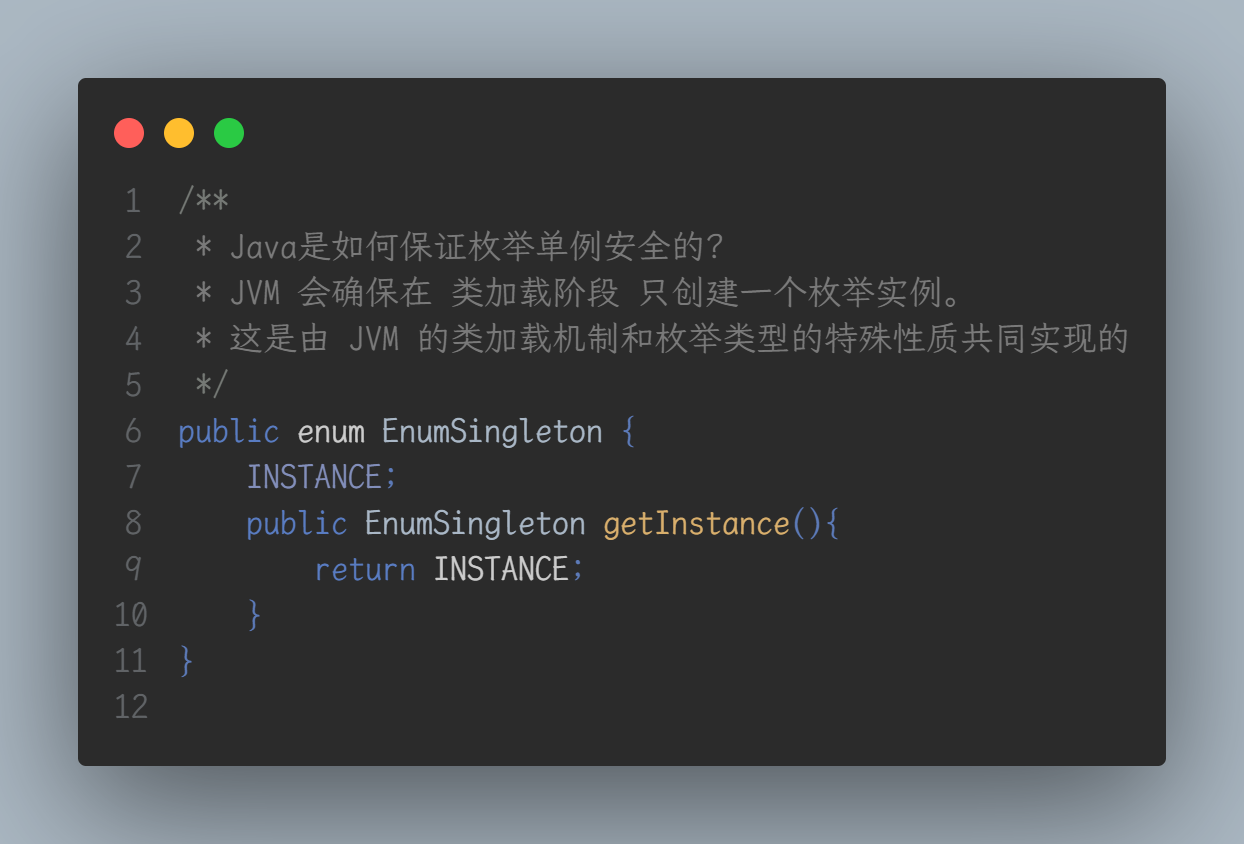 1 /**
2  * Java是如何保证枚举单例安全的？
3  * JVM 会确保在 类加载阶段 只创建一个枚举实例。
4  * 这是由 JVM 的类加载机制和枚举类型的特殊性质共同实现的
5  */
6 public enum EnumSingleton {
7     INSTANCE;
8     public EnumSingleton getInstance(){
9         return INSTANCE;
10     }
11 }
12